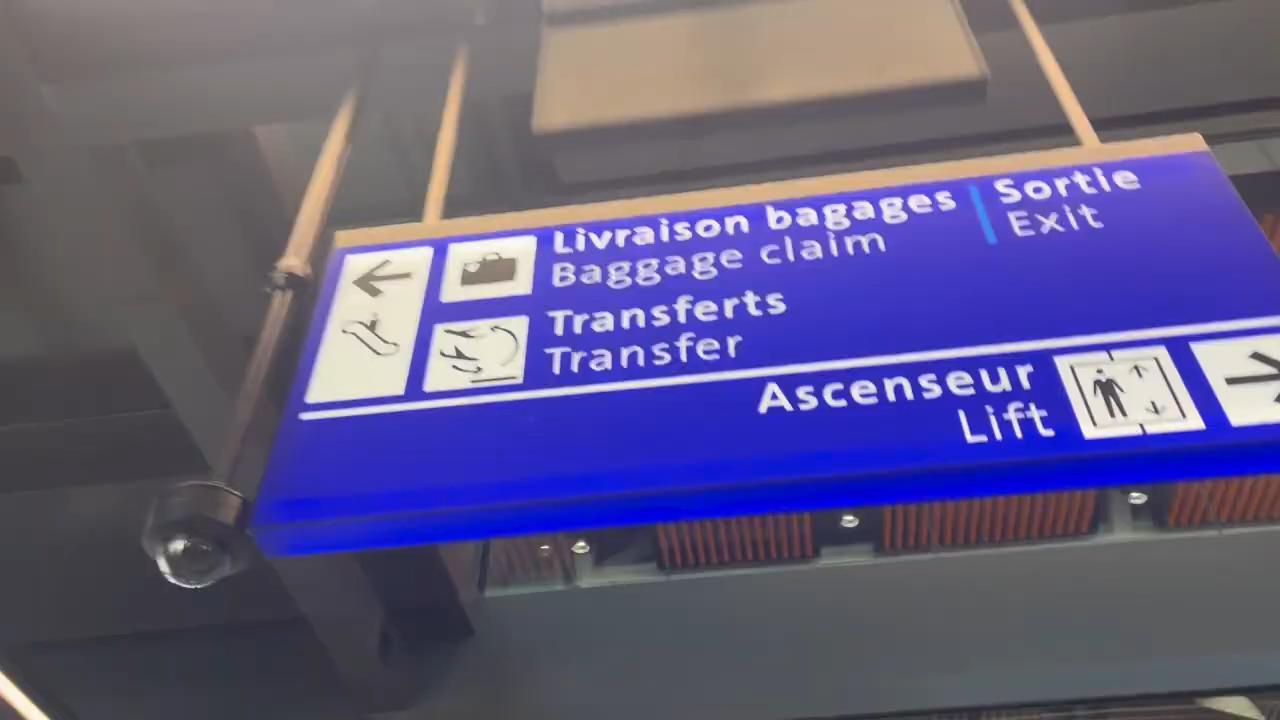 Livraison bagages | Sortie
Baggage claim Exit
Transferts
Transfer
Ascenseur
Lift